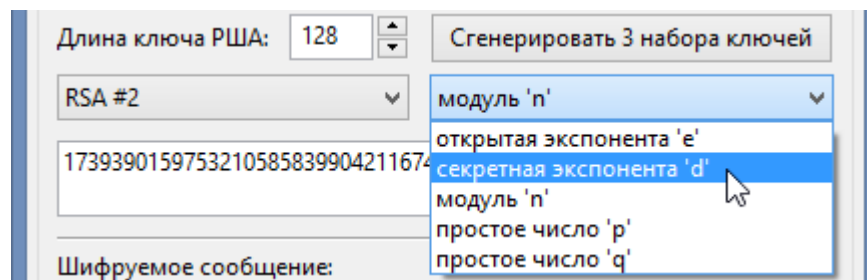 Длина ключа РША: 128 Сгенерировать 3 набора ключей
RSA #2 модуль 'n'
открытая экспонента 'e'
173939015975321058583990421167
секретная экспонента 'd'
модуль 'n'
простое число 'p'
Шифруемое сообщение:
простое число 'q'